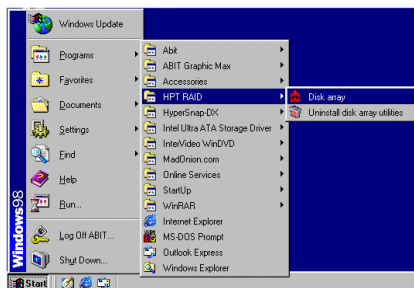 Windows Update
Programs
Favorites
Documents
Settings
Find
Help
Run...
Log Off ABIT...
Shut Down...
Windows98
Start
Abit
ABIT Graphic Max
Accessories
HPT RAID
HyperSnap-DX
Intel Ultra ATA Storage Driver
InterVideo WinDVD
MadOnion.com
Online Services
StartUp
WinRAR
Internet Explorer
MS-DOS Prompt
Outlook Express
Windows Explorer
Disk array
Uninstall disk array utilities